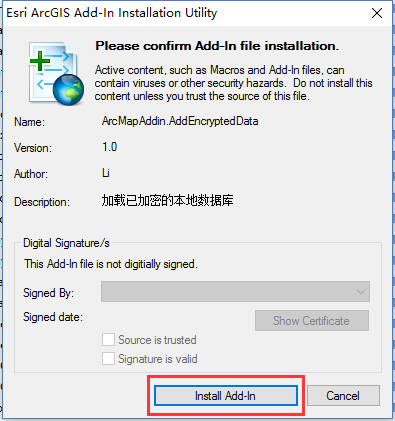 Esri ArcGIS Add-In Installation Utility
Please confirm Add-In file installation.
Active content, such as Macros and Add-In files, can
contain viruses or other security hazards. Do not install this
content unless you trust the source of this file.
Name: ArcMapAddin.AddEncryptedData
Version: 1.0
Author: Li
Description: 加载已加密的本地数据库
Digital Signature/s
This Add-In file is not digitially signed.
Signed By:
Signed date: Show Certificate
Source is trusted
Signature is valid
Install Add-In Cancel